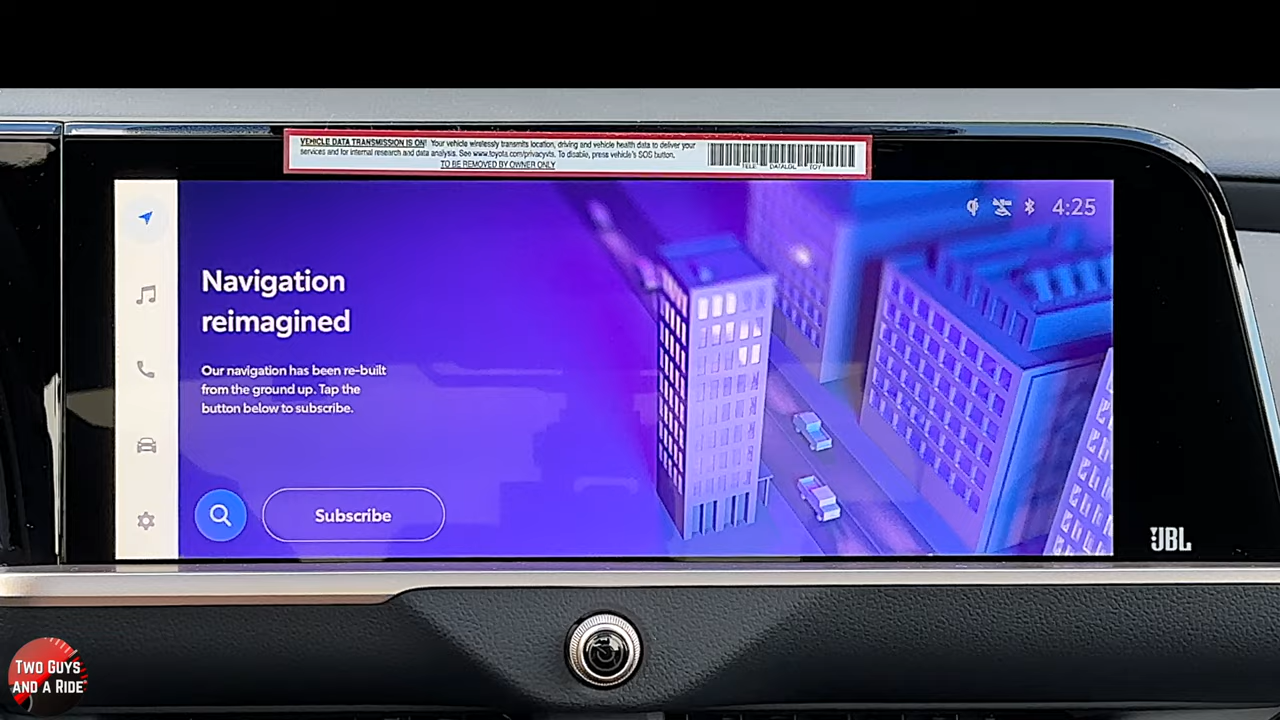 VEHICLE DATA TRANSMISSION IS ON! Your vehicle wirelessly transmits location, driving and vehicle health data to deliver your
services and for internal research and data analysis. See www.toyota.com/privacyvts. To disable, press vehicle's SOS button.
TO BE REMOVED BY OWNER ONLY
TELE DATALGL TOY
4:25
Navigation
reimagined
Our navigation has been re-built
from the ground up. Tap the
button below to subscribe.
Subscribe
JBL
TWO GUYS
AND A RIDE